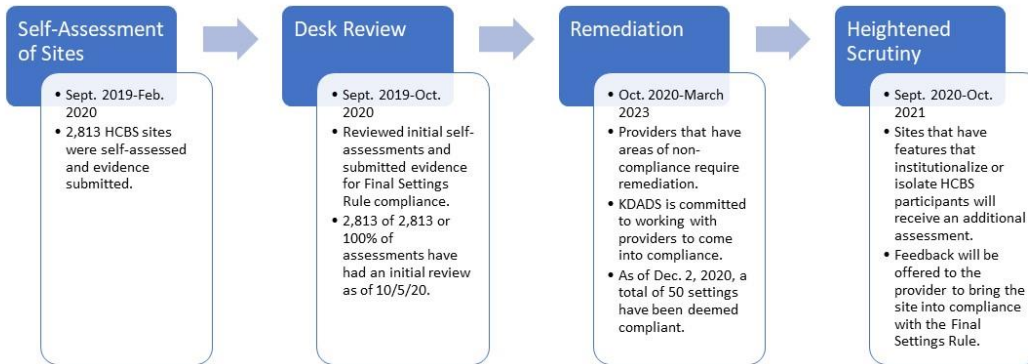 Self-Assessment
of Sites
• Sept. 2019-Feb.
2020
• 2,813 HCBS sites
were self-assessed
and evidence
submitted.
Desk Review
• Sept. 2019-Oct.
2020
• Reviewed initial self-
assessments and
submitted evidence
for Final Settings
Rule compliance.
• 2,813 of 2,813 or
100% of
assessments have
had an initial review
as of 10/5/20.
Remediation
• Oct. 2020-March
2023
• Providers that have
areas of non-
compliance require
remediation.
• KDADS is committed
to working with
providers to come
into compliance.
• As of Dec. 2, 2020, a
total of 50 settings
have been deemed
compliant.
Heightened
Scrutiny
• Sept. 2020-Oct.
2021
• Sites that have
features that
institutionalize or
isolate HCBS
participants will
receive an additional
assessment.
• Feedback will be
offered to the
provider to bring the
site into compliance
with the Final
Settings Rule.